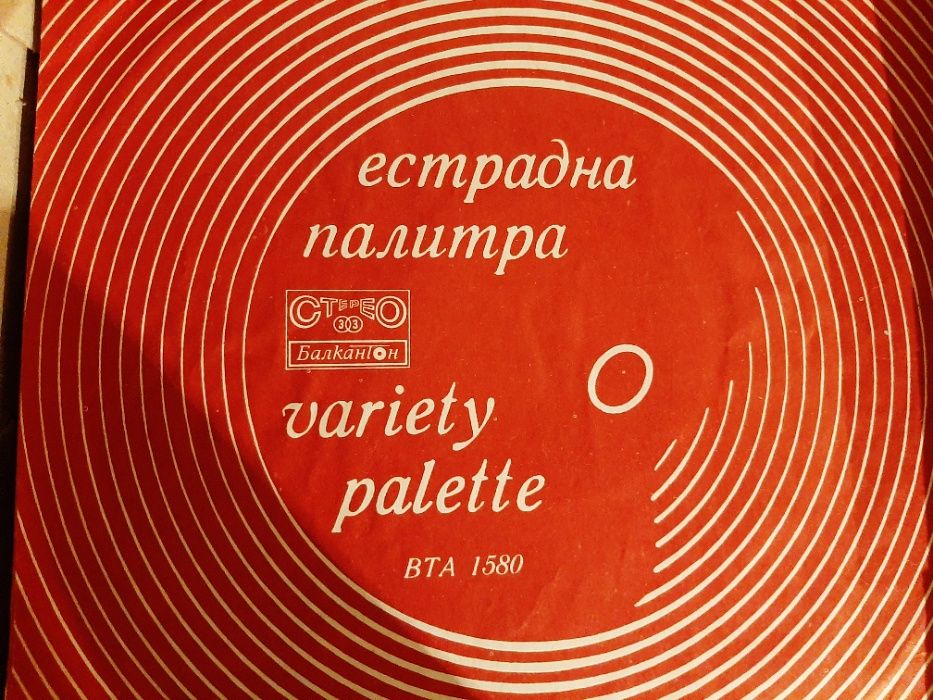 естрадна
палитра
СТЕРЕО
33
Балкантон
variety
palette
ВТА 1580